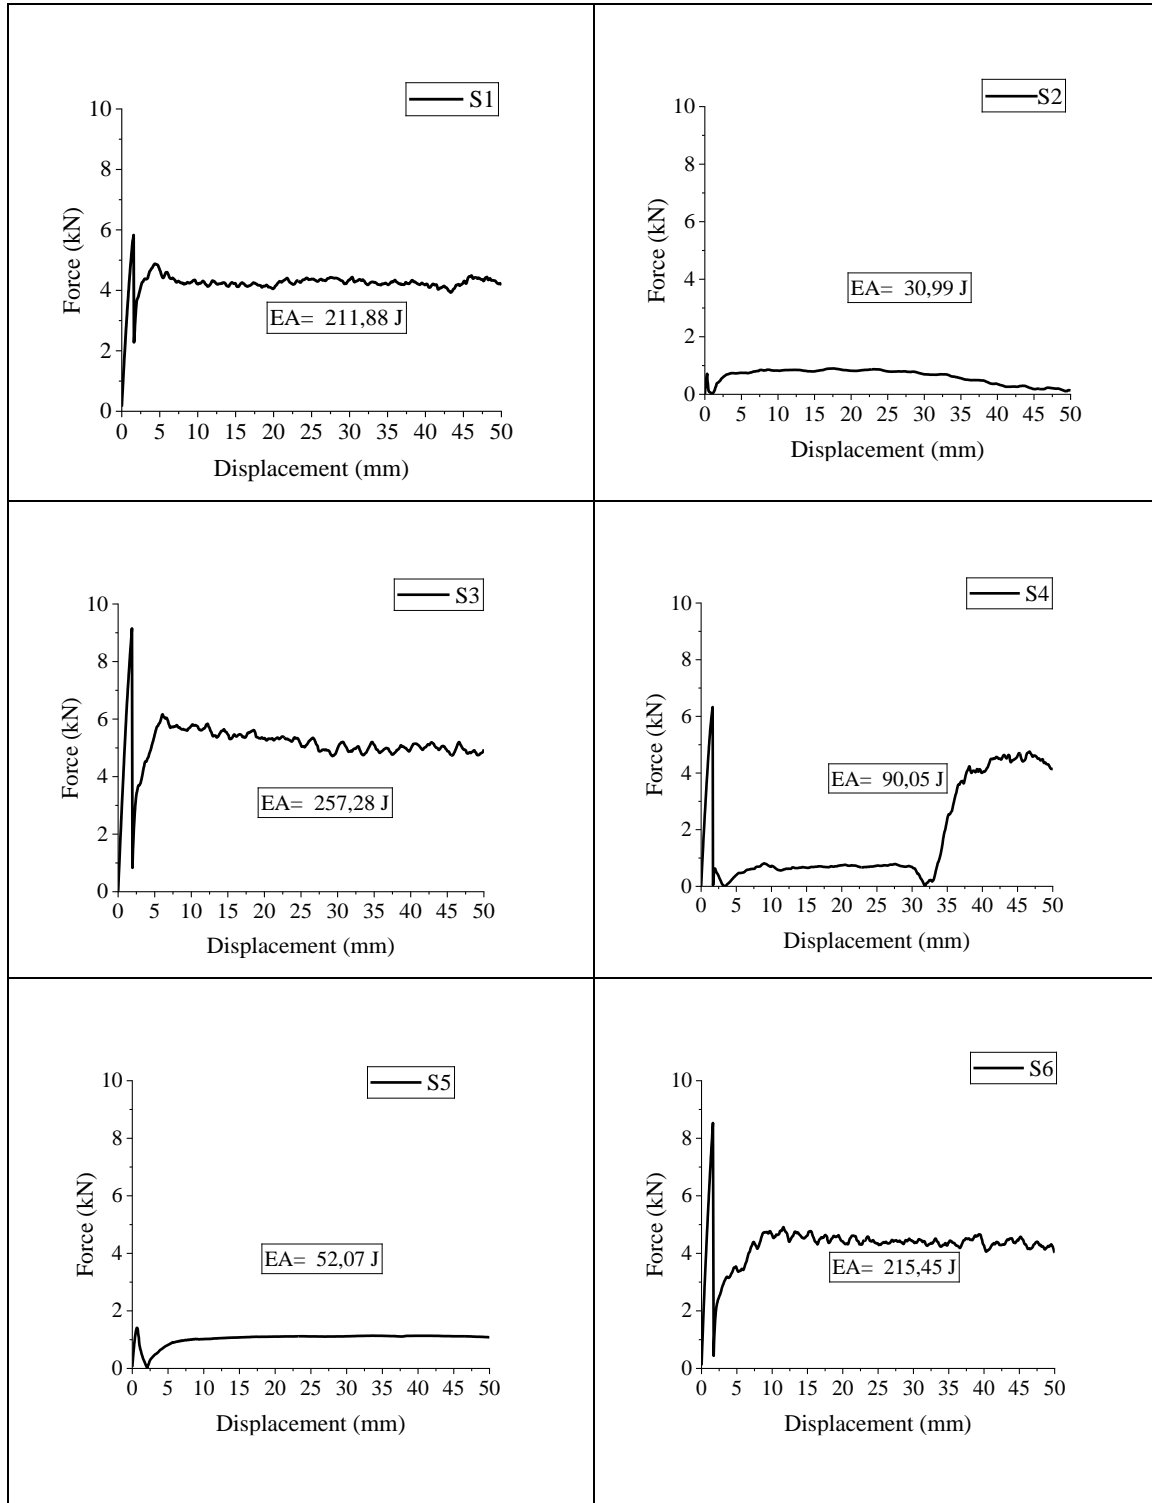 S1
10
8
6
4
2
0
Force (kN)
EA= 211,88 J
0 5 10 15 20 25 30 35 40 45 50
Displacement (mm)
S2
10
8
6
4
2
0
Force (kN)
EA= 30,99 J
0 5 10 15 20 25 30 35 40 45 50
Displacement (mm)
S3
10
8
6
4
2
0
Force (kN)
EA= 257,28 J
0 5 10 15 20 25 30 35 40 45 50
Displacement (mm)
S4
10
8
6
4
2
0
Force (kN)
EA= 90,05 J
0 5 10 15 20 25 30 35 40 45 50
Displacement (mm)
S5
10
8
6
4
2
0
Force (kN)
EA= 52,07 J
0 5 10 15 20 25 30 35 40 45 50
Displacement (mm)
S6
10
8
6
4
2
0
Force (kN)
EA= 215,45 J
0 5 10 15 20 25 30 35 40 45 50
Displacement (mm)